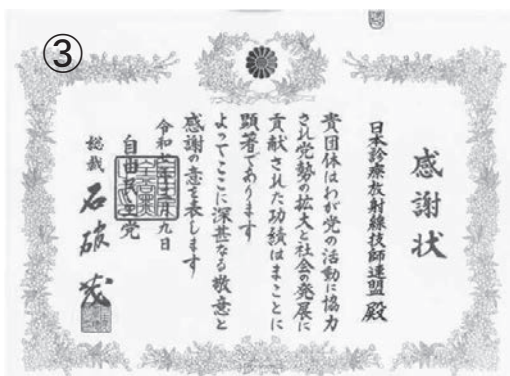 ③
感謝状
日本診療放射線技師連盟 殿
貴団体はわが党の活動に協力
され党勢の拡大と社会の発展に
貢献された功績はまことに
顕著であります
よってここに深甚なる敬意と
感謝の意を表します
令和七年三月九日
自由民主党
総裁 石破茂